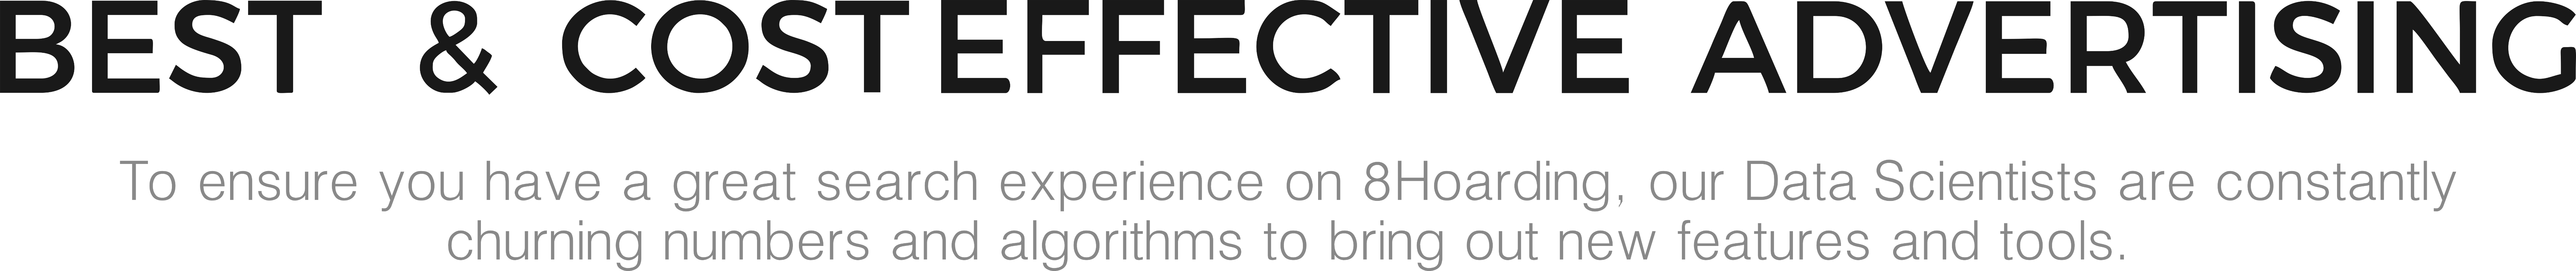 BEST & COST EFFECTIVE ADVERTISING
To ensure you have a great search experience on 8Hoarding, our Data Scientists are constantly
churning numbers and algorithms to bring out new features and tools.